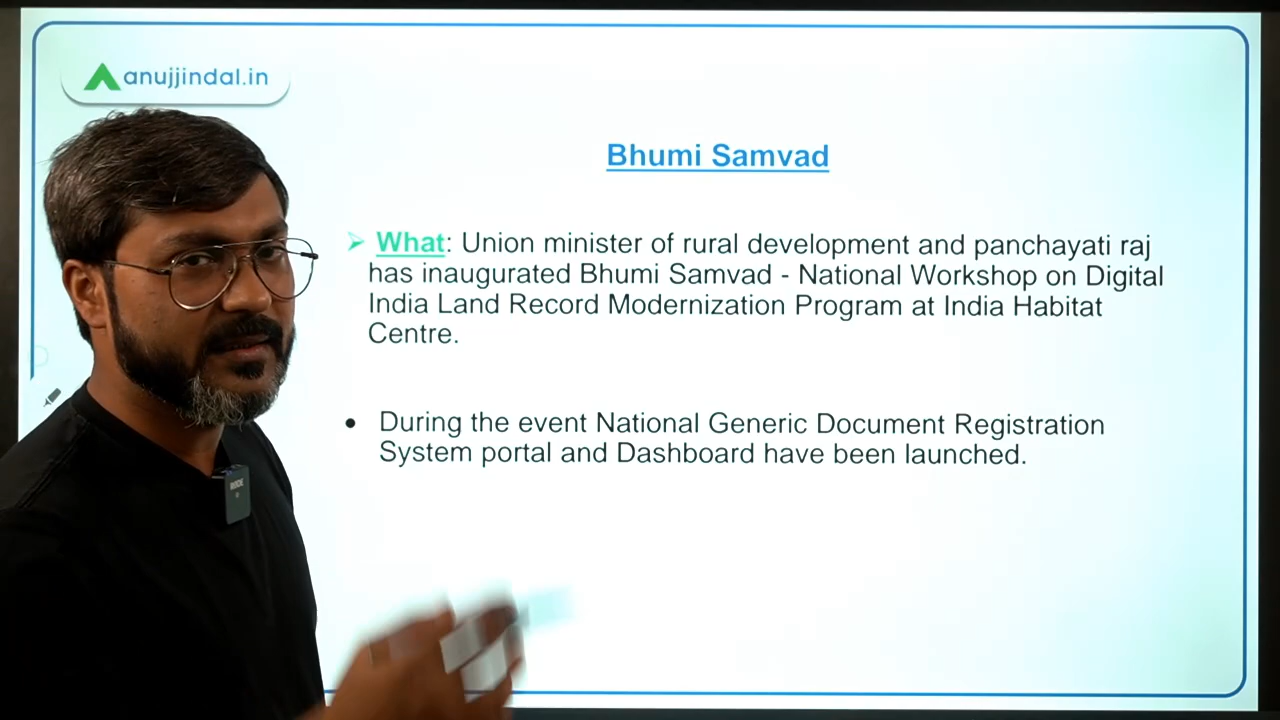 anujjindal.in
Bhumi Samvad
➢ What: Union minister of rural development and panchayati raj
has inaugurated Bhumi Samvad - National Workshop on Digital
India Land Record Modernization Program at India Habitat
Centre.
• During the event National Generic Document Registration
System portal and Dashboard have been launched.